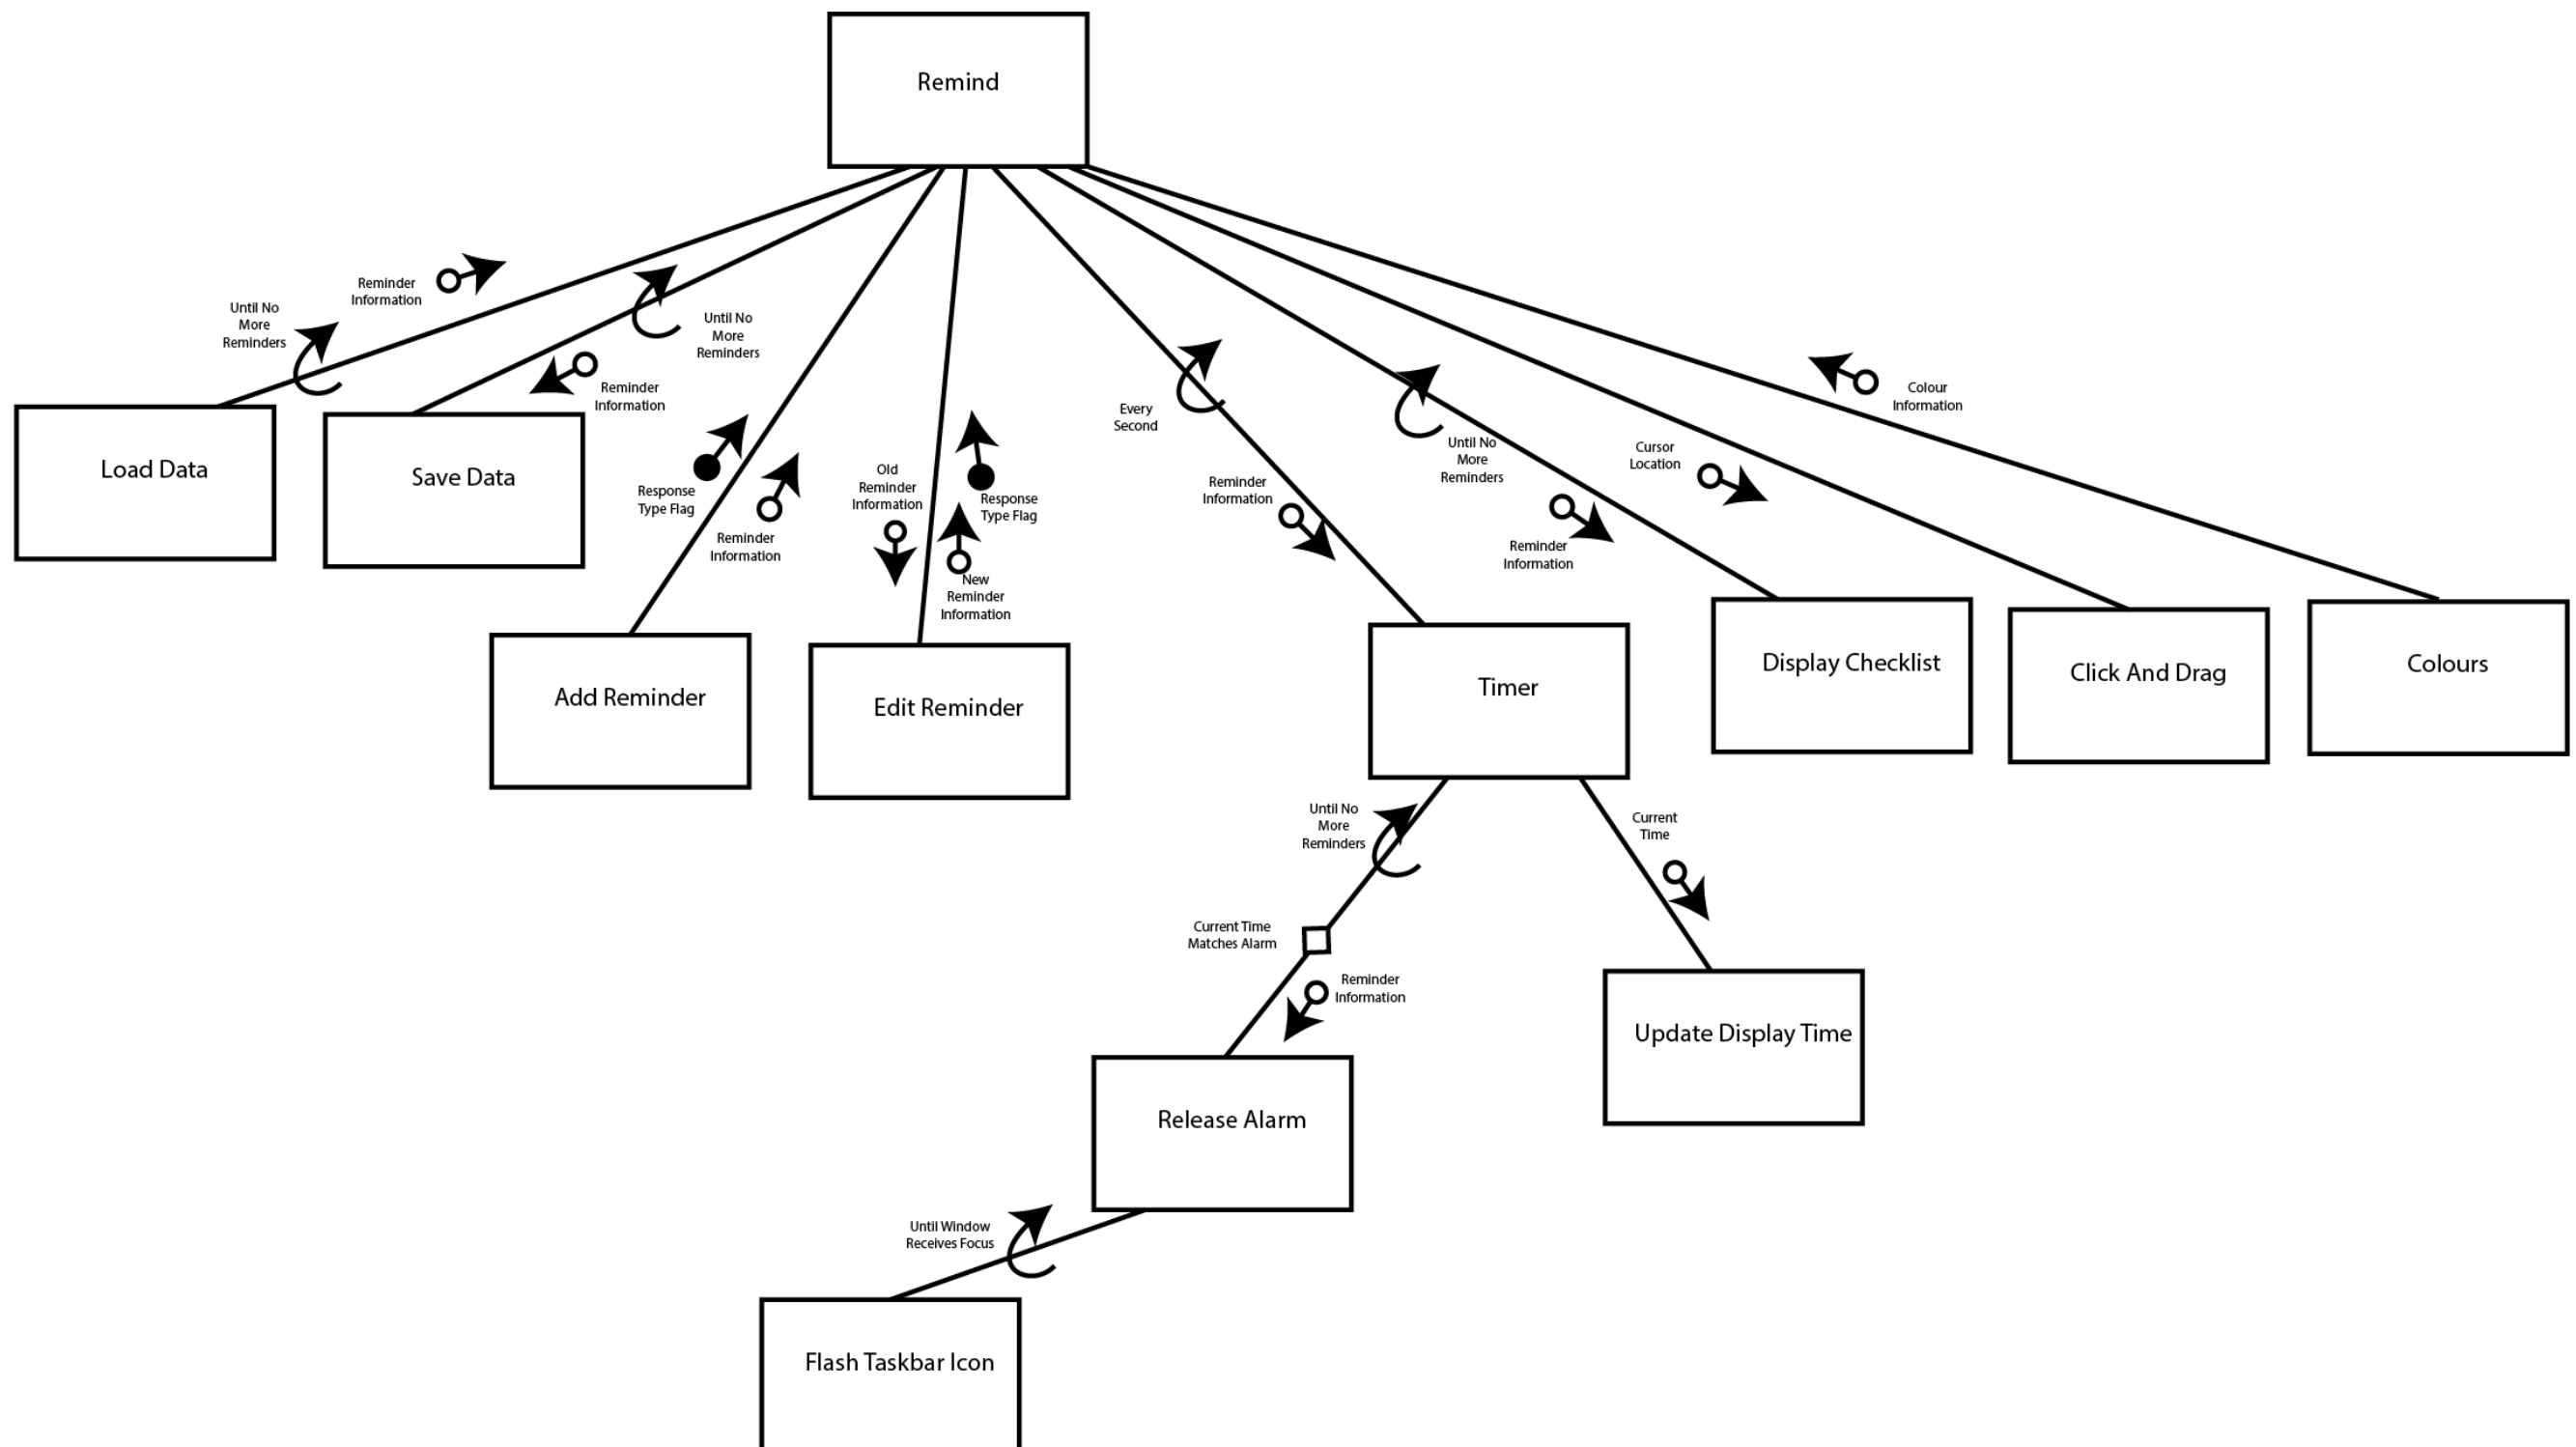 Remind
Reminder
Information
Until No
More
Reminders
Until No
More
Reminders
Reminder
Information
Colour
Information
Every
Second
Load Data
Save Data
Response
Type Flag
Reminder
Information
Old
Reminder
Information
Response
Type Flag
New
Reminder
Information
Reminder
Information
Until No
More
Reminders
Reminder
Information
Cursor
Location
Add Reminder
Edit Reminder
Timer
Display Checklist
Click And Drag
Colours
Until No
More
Reminders
Current
Time
Current Time
Matches Alarm
Reminder
Information
Update Display Time
Release Alarm
Until Window
Receives Focus
Flash Taskbar Icon